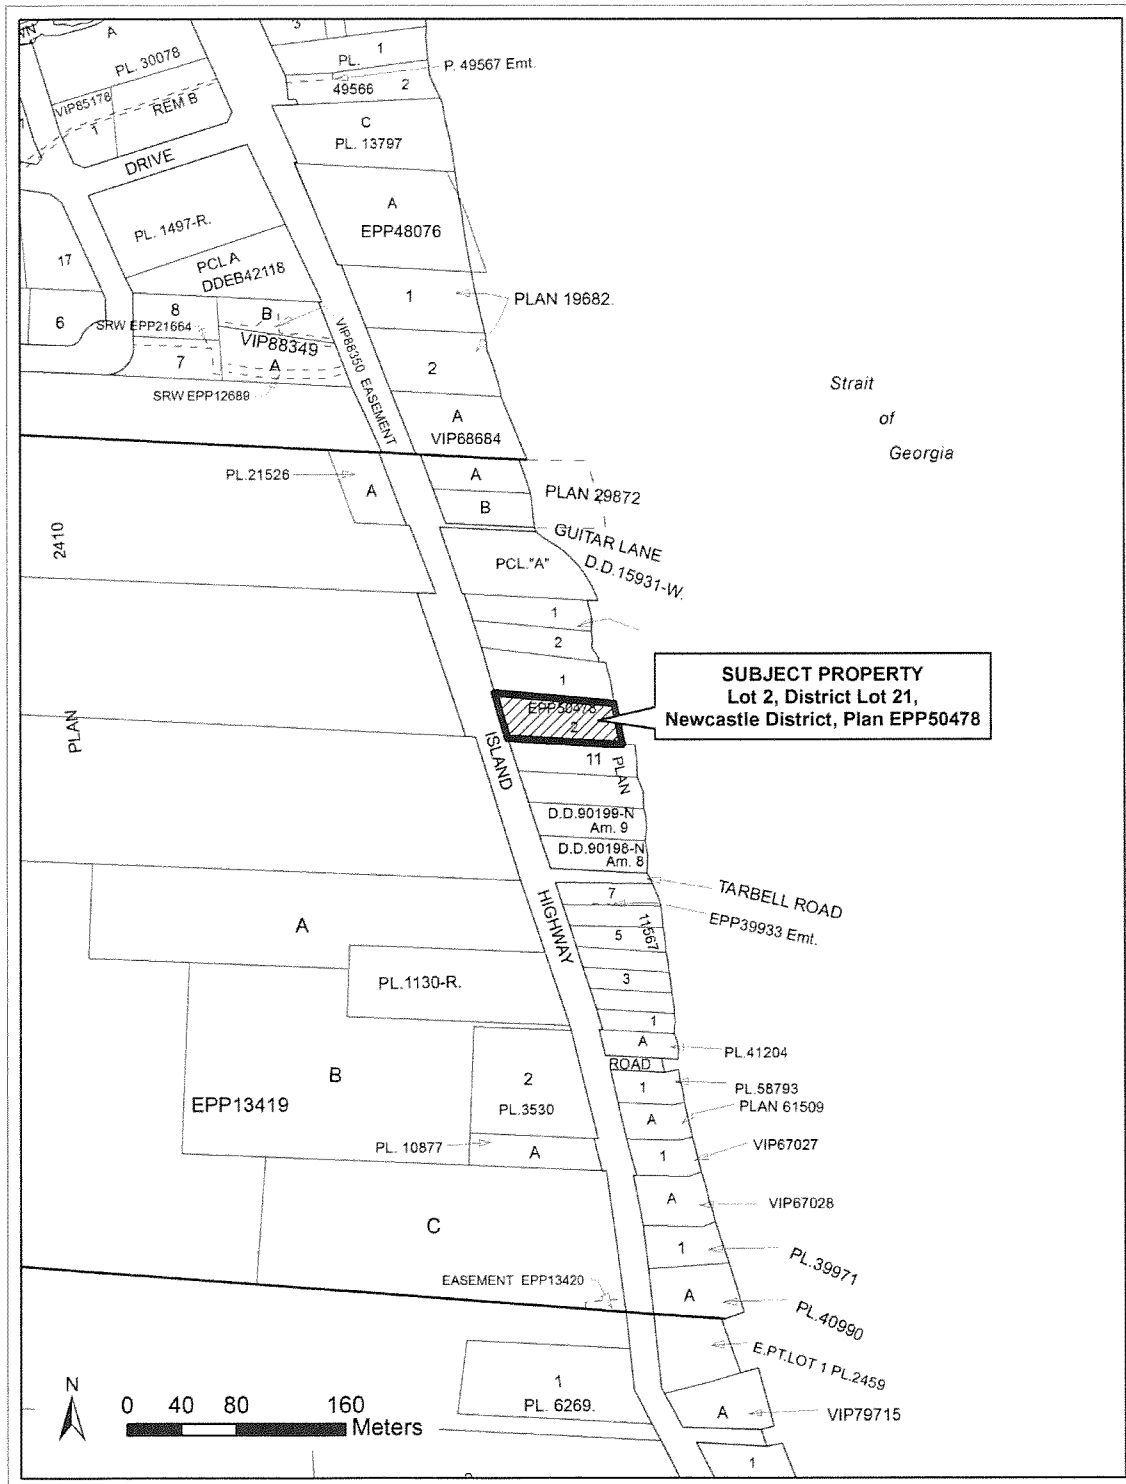 A
PL. 30078
3
PL.
1
P. 49567 Emt.
49566
2
VIP85178
1
REM B
C
PL. 13797
DRIVE
A
EPP48076
PL. 1497-R.
17
PCL A
DDEB42118
1
PLAN 19682.
6
8
B
SRW EPP21664
VIP88349
VIP88350 EASEMENT
7
A
2
SRW EPP12689
A
VIP68684
Strait
of
Georgia
PL.21526
A
A
B
PLAN 29872
2410
GUITAR LANE
D.D.15931-W.
PCL."A"
1
2
1
SUBJECT PROPERTY
Lot 2, District Lot 21,
Newcastle District, Plan EPP50478
EPP50478
2
PLAN
ISLAND
11
PLAN
D.D.90199-N
Am. 9
D.D.90198-N
Am. 8
TARBELL ROAD
7
EPP39933 Emt.
HIGHWAY
11567
5
A
3
PL.1130-R.
1
A
PL.41204
ROAD
B
2
1
PL.58793
EPP13419
PL.3530
PLAN 61509
A
PL. 10877
A
1
VIP67027
A
VIP67028
C
1
PL.39971
EASEMENT EPP13420
A
PL.40990
E.PT.LOT 1 PL.2459
1
PL. 6269.
A
VIP79715
1
N
0 40 80 160
Meters